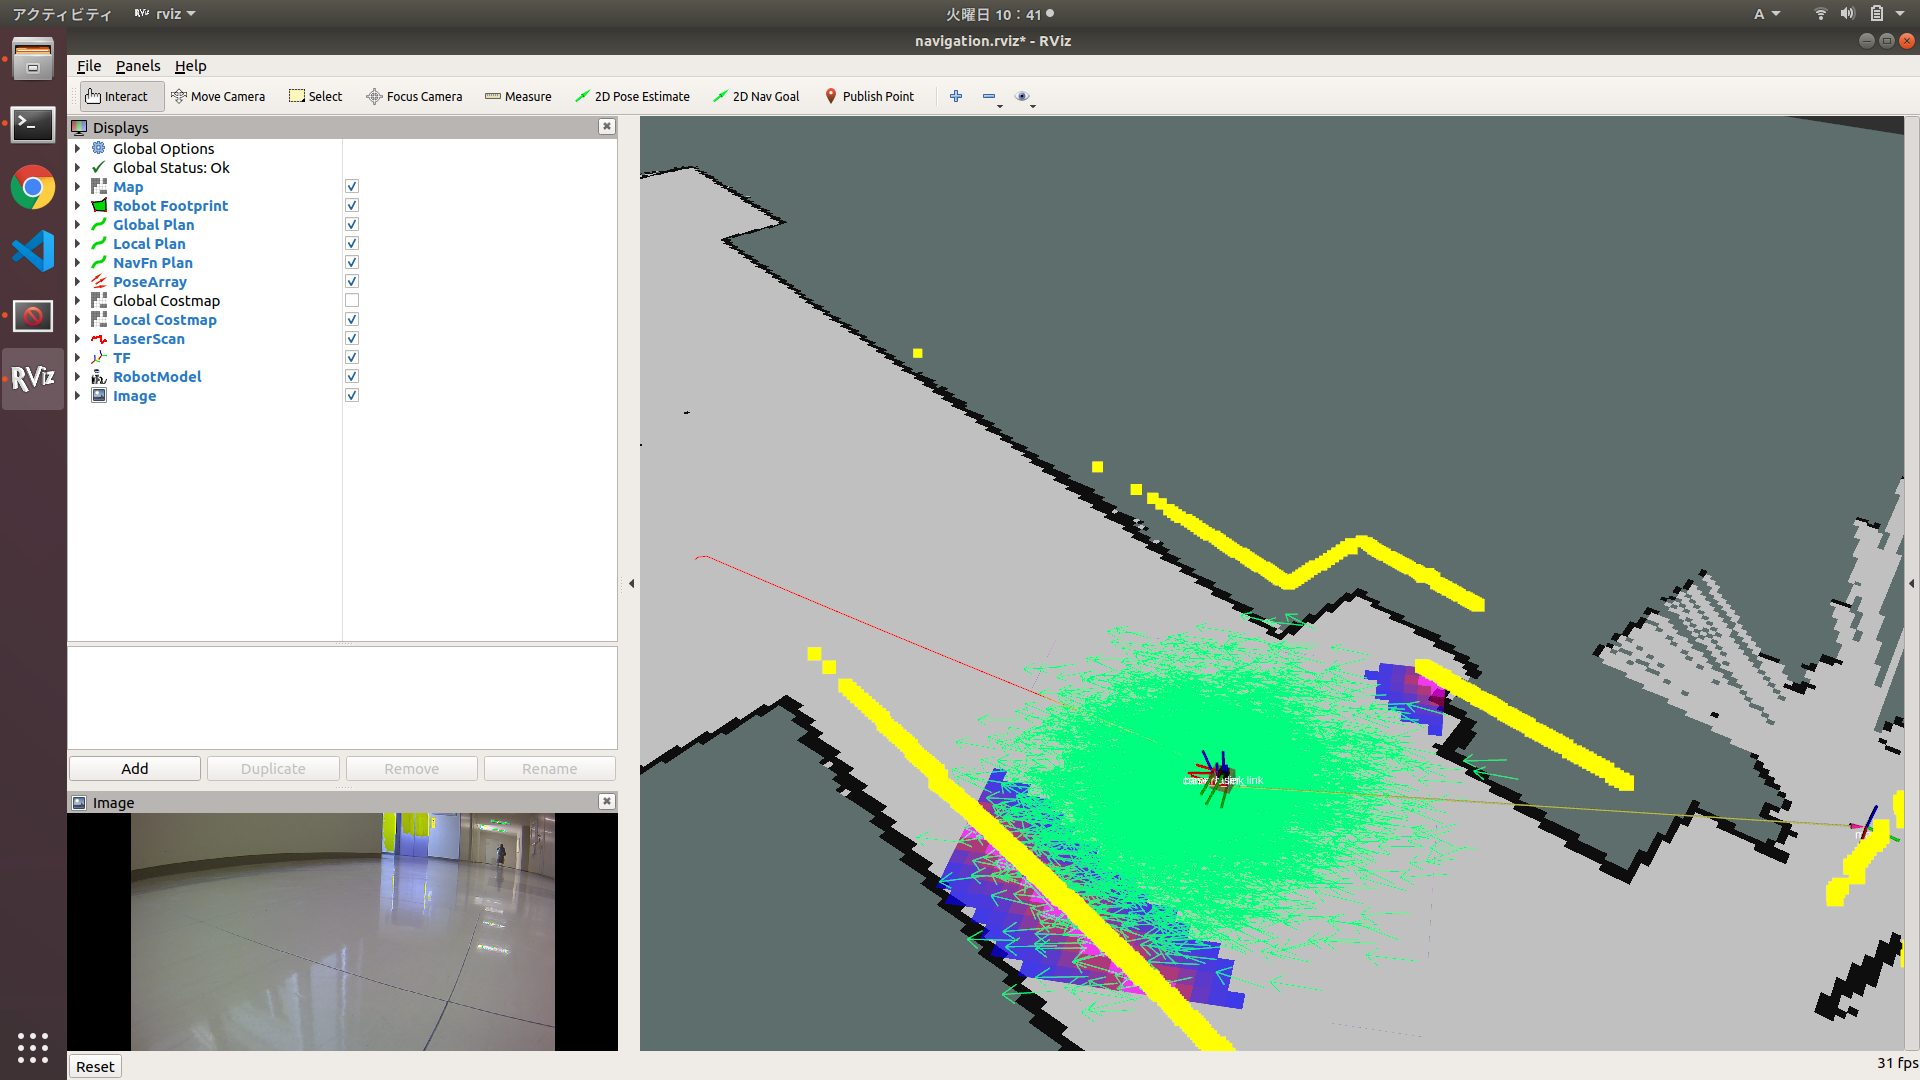 アクティビティ
rviz
火曜日 10：41
A
navigation.rviz* - RViz
File Panels Help
Interact
Move Camera
Select
Focus Camera
Measure
2D Pose Estimate
2D Nav Goal
Publish Point
Displays
Global Options
Global Status: Ok
Map
Robot Footprint
Global Plan
Local Plan
NavFn Plan
PoseArray
Global Costmap
Local Costmap
LaserScan
TF
RobotModel
Image
RViz
Add
Duplicate
Remove
Rename
Image
Reset
31 fps